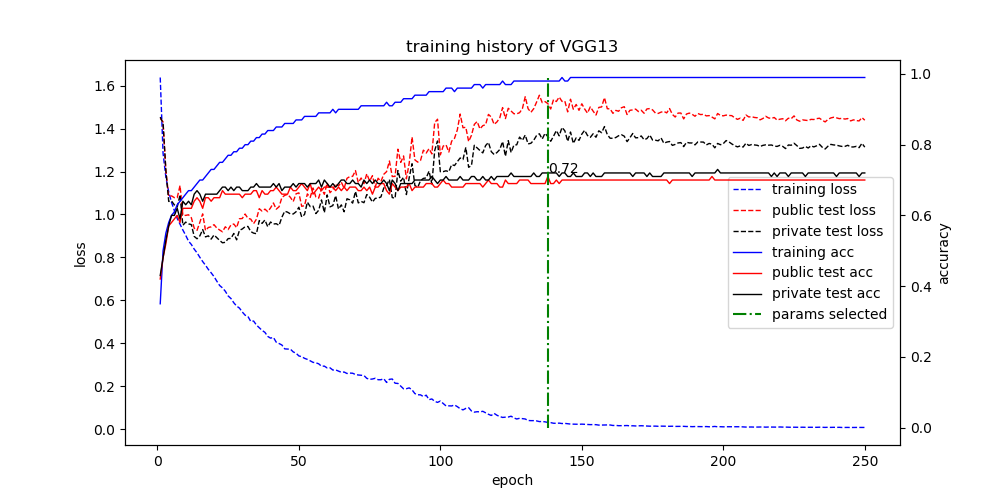 training history of VGG13
loss
1.6
1.4
1.2
1.0
0.8
0.6
0.4
0.2
0.0
0.72
training loss
public test loss
private test loss
training acc
public test acc
private test acc
params selected
1.0
0.8
0.6
0.4
0.2
0.0
accuracy
0 50 100 150 200 250
epoch